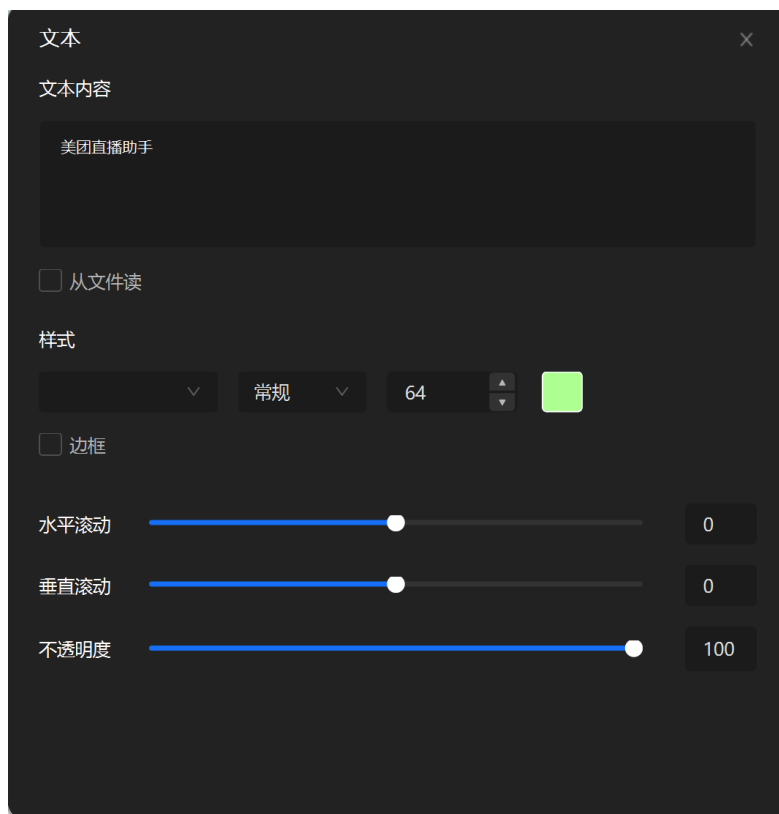 文本
文本内容
美团直播助手
从文件读
样式
常规 64
边框
水平滚动 0
垂直滚动 0
不透明度 100